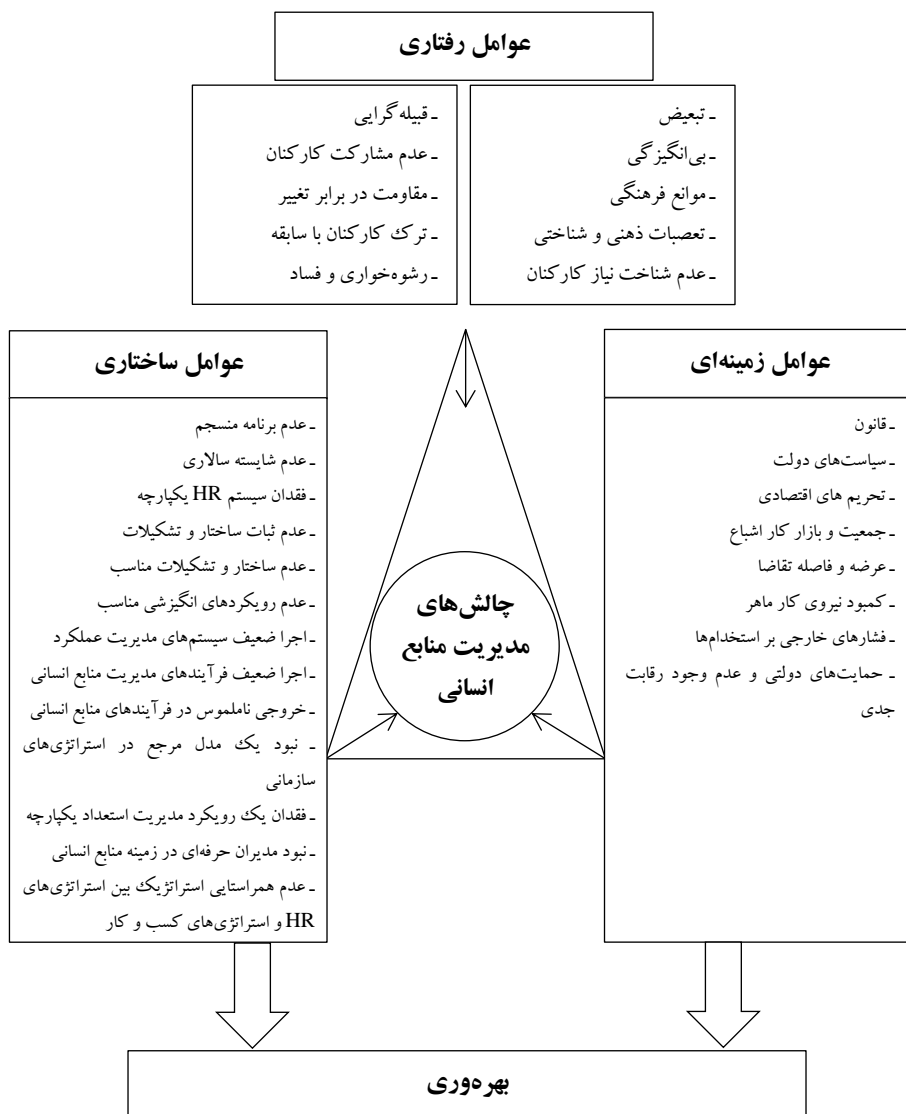 عوامل رفتاری
ـ تبعیض
ـ بی‌انگیزگی
ـ موانع فرهنگی
ـ تعصبات ذهنی و شناختی
ـ عدم شناخت نیاز کارکنان
ـ قبیله‌گرایی
ـ عدم مشارکت کارکنان
ـ مقاومت در برابر تغییر
ـ ترک کارکنان با سابقه
ـ رشوه‌خواری و فساد
عوامل زمینه‌ای
ـ قانون
ـ سیاست‌های دولت
ـ تحریم های اقتصادی
ـ جمعیت و بازار کار اشباع
ـ عرضه و فاصله تقاضا
ـ کمبود نیروی کار ماهر
ـ فشارهای خارجی بر استخدام‌ها
ـ حمایت‌های دولتی و عدم وجود رقابت
جدی
چالش‌های
مدیریت منابع
انسانی
عوامل ساختاری
ـ عدم برنامه منسجم
ـ عدم شایسته سالاری
ـ فقدان سیستم HR یکپارچه
ـ عدم ثبات ساختار و تشکیلات
ـ عدم ساختار و تشکیلات مناسب
ـ عدم رویکردهای انگیزشی مناسب
ـ اجرا ضعیف سیستم‌های مدیریت عملکرد
ـ اجرا ضعیف فرآیندهای مدیریت منابع انسانی
ـ خروجی ناملموس در فرآیندهای منابع انسانی
ـ نبود یک مدل مرجع در استراتژی‌های
سازمانی
ـ فقدان یک رویکرد مدیریت استعداد یکپارچه
ـ نبود مدیران حرفه‌ای در زمینه منابع انسانی
ـ عدم همراستایی استراتژیک بین استراتژی‌های
HR و استراتژی‌های کسب و کار
بهره‌وری